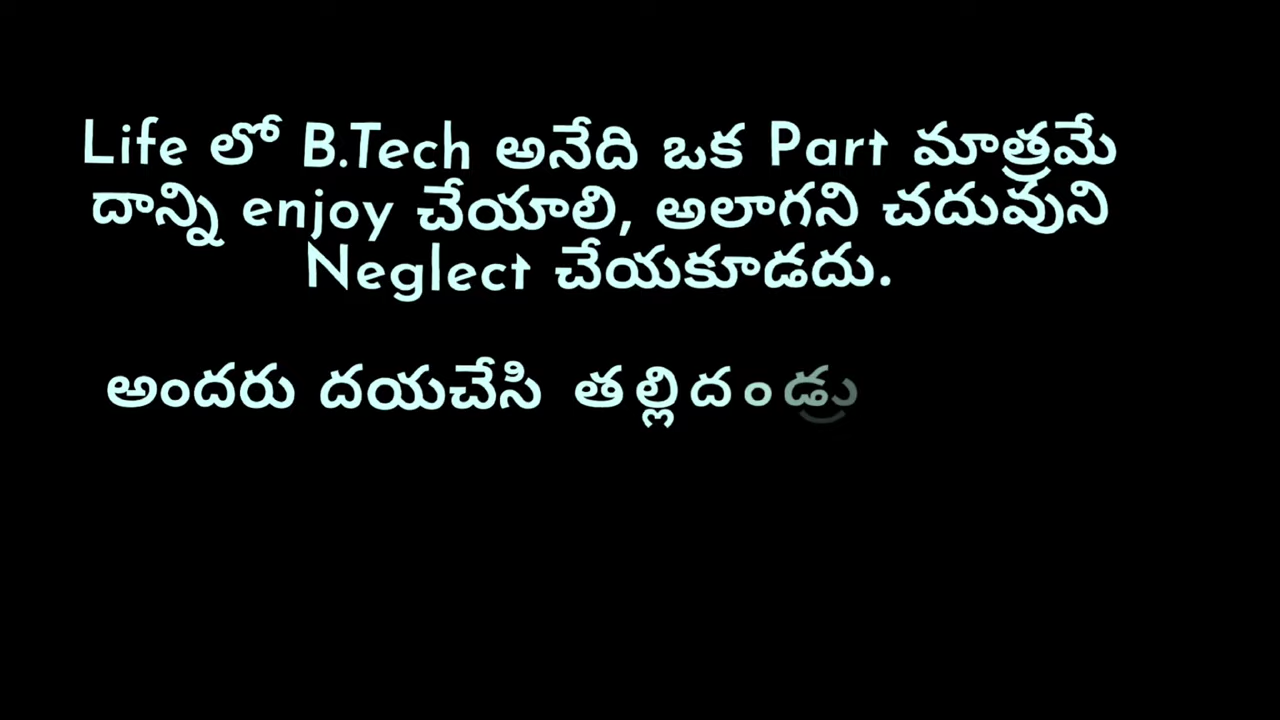 Life లో B.Tech అనేది ఒక Part మాత్రమే
దాన్ని enjoy చేయాలి, అలాగని చదువుని
Neglect చేయకూడదు.
అందరు దయచేసి తల్లిదండ్రు